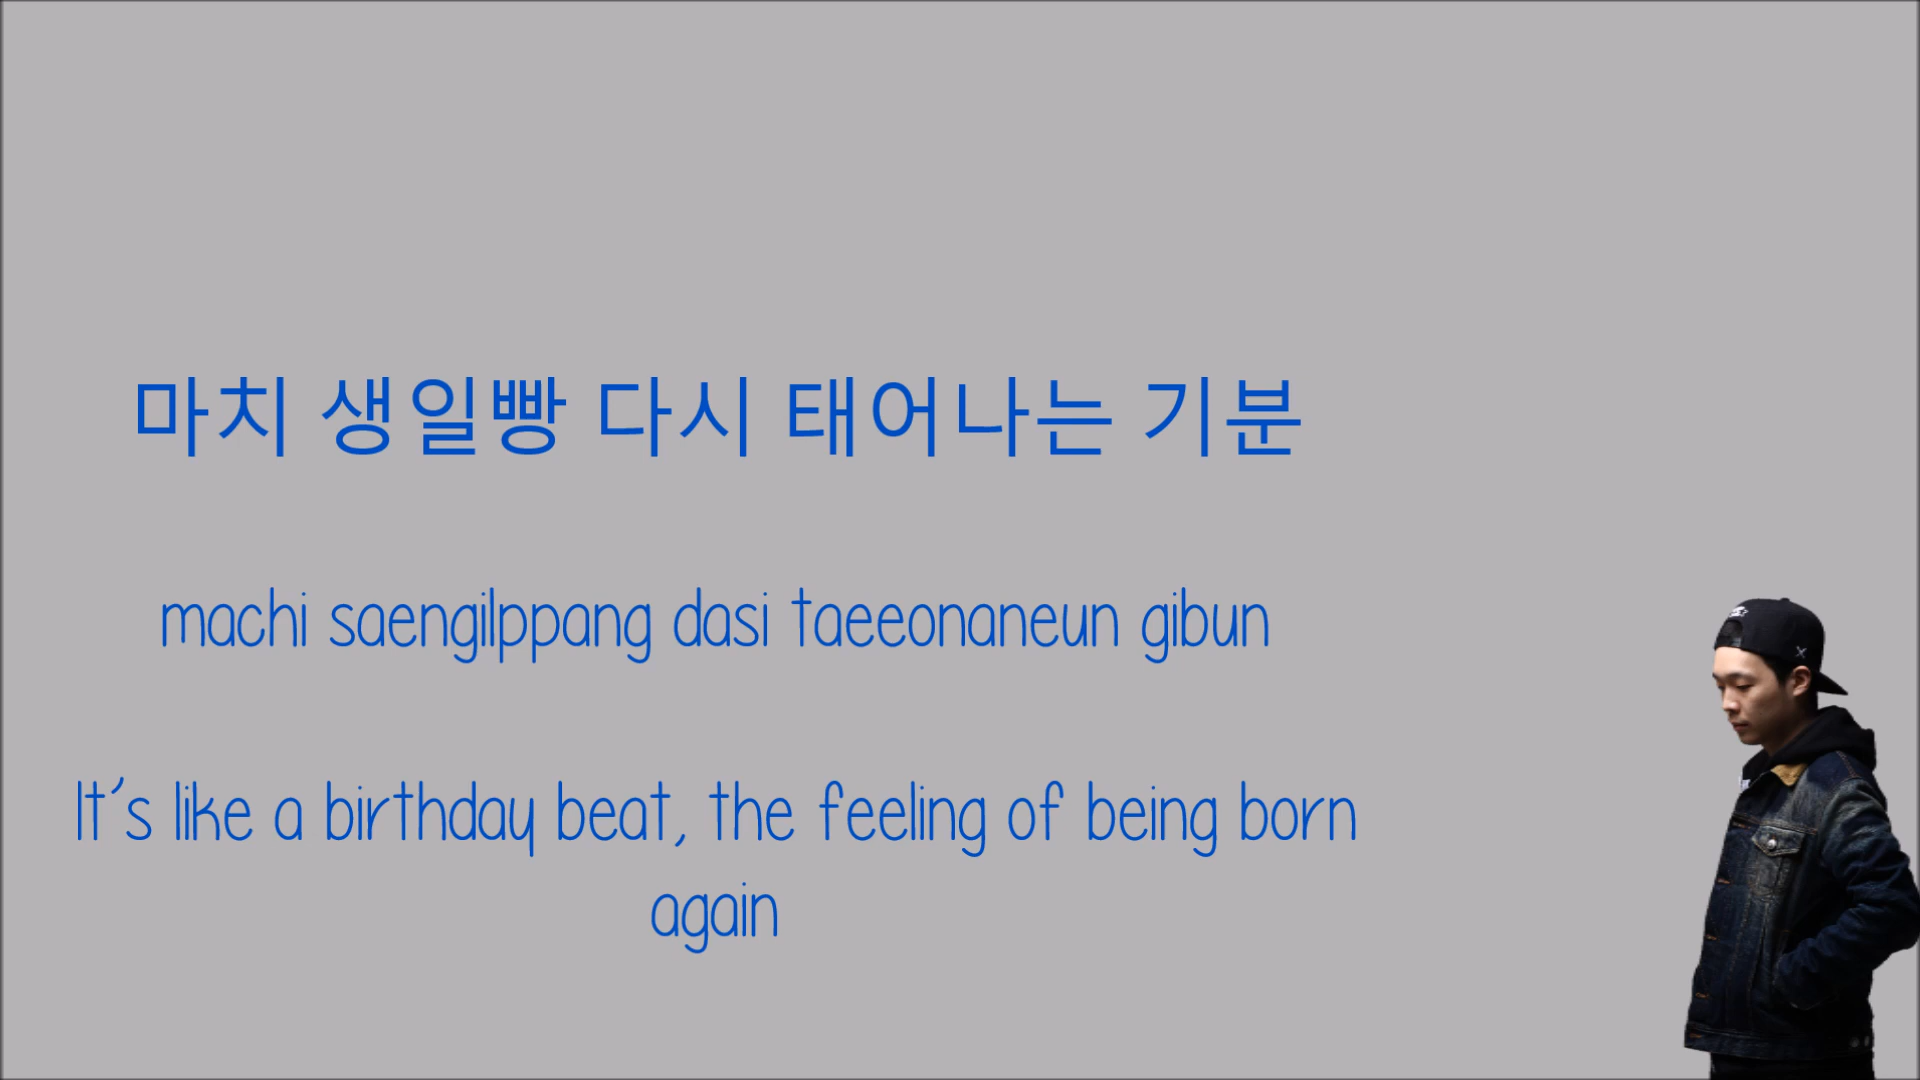 마치 생일빵 다시 태어나는 기분
machi saengilppang dasi taeeonaneun gibun
It's like a birthday beat, the feeling of being born
again